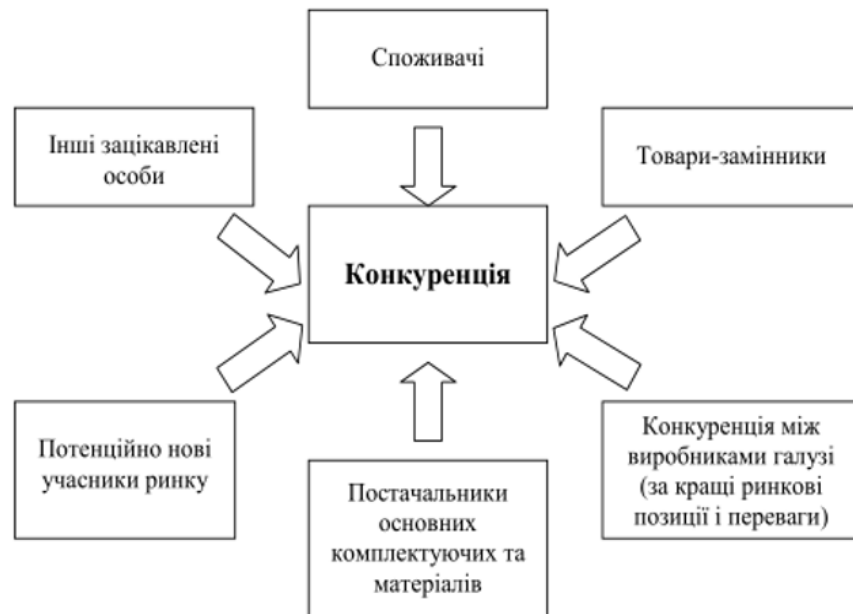 Споживачі
Інші зацікавлені
особи
Товари-замінники
Конкуренція
Потенційно нові
учасники ринку
Постачальники
основних
комплектуючих та
матеріалів
Конкуренція між
виробниками галузі
(за кращі ринкові
позиції і переваги)